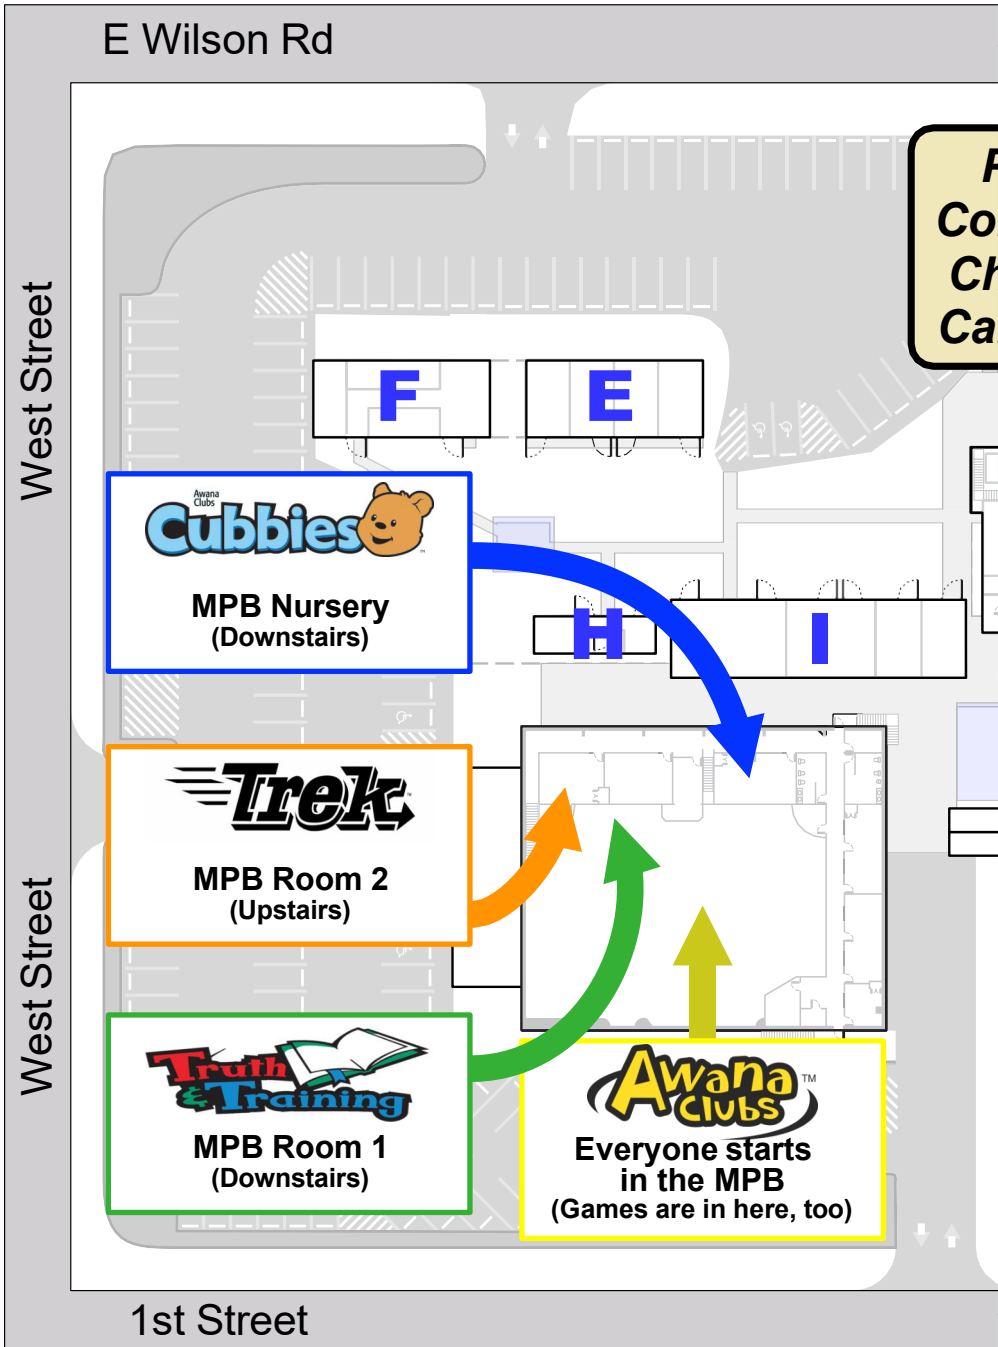 E Wilson Rd
West Street
F
E
Awana
Clubs
Cubbies
MPB Nursery
(Downstairs)
H
I
Trek
MPB Room 2
(Upstairs)
West Street
Truth
& Training
MPB Room 1
(Downstairs)
Awana
Clubs
TM
Everyone starts
in the MPB
(Games are in here, too)
1st Street